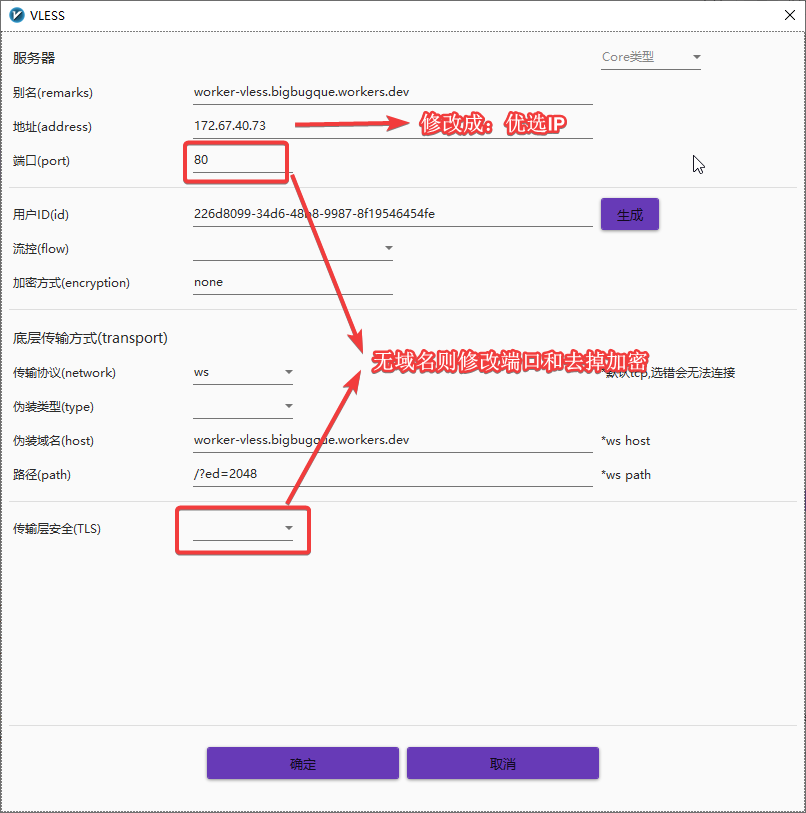 VLESS
服务器
Core类型
别名(remarks)
worker-vless.bigbugque.workers.dev
地址(address)
172.67.40.73
修改成：优选IP
端口(port)
80
用户ID(id)
226d8099-34d6-48b8-9987-8f19546454fe
生成
流控(flow)
加密方式(encryption)
none
底层传输方式(transport)
无域名则修改端口和去掉加密
传输协议(network)
ws
*默认tcp,选错会无法连接
伪装类型(type)
伪装域名(host)
worker-vless.bigbugque.workers.dev
*ws host
路径(path)
/?ed=2048
*ws path
传输层安全(TLS)
确定
取消